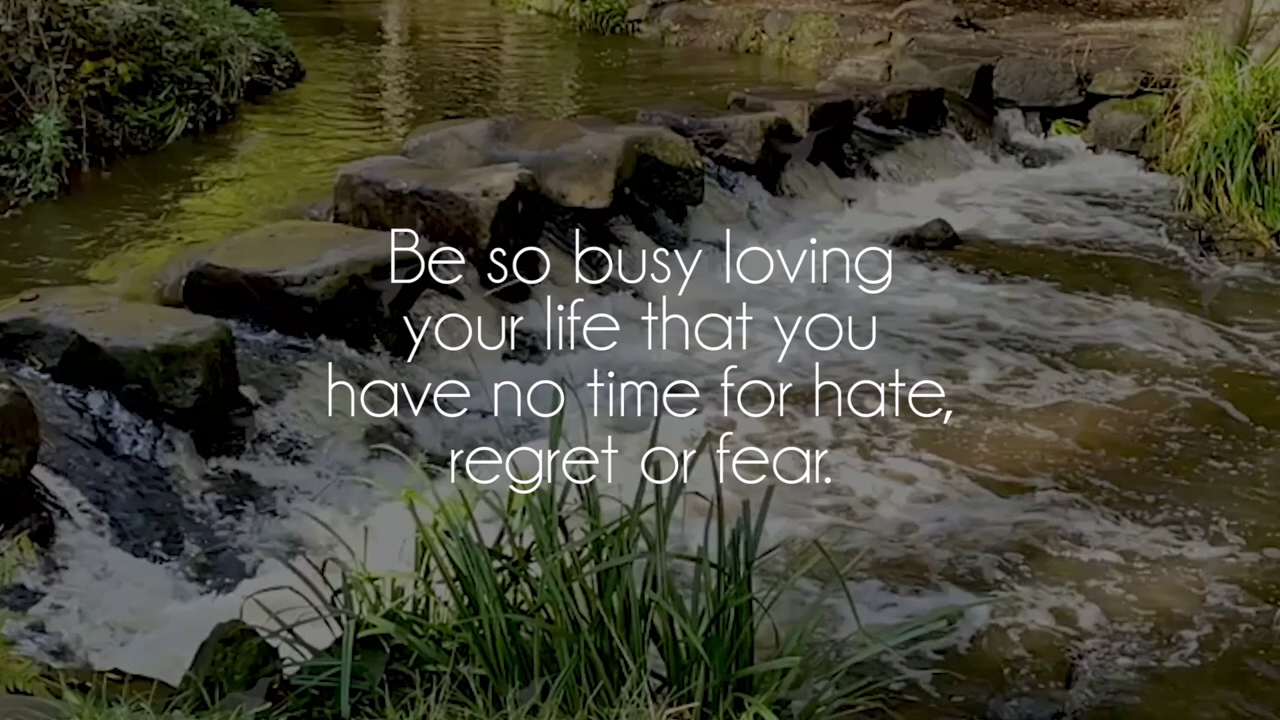 Be so busy loving
your life that you
have no time for hate,
regret or fear.